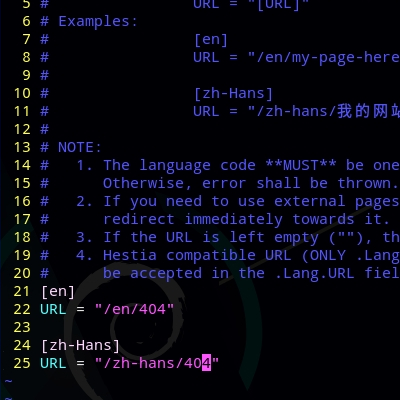 5 #                URL = "[URL]"
6 # Examples:
7 #                [en]
8 #                URL = "/en/my-page-here
9 #
10 #                [zh-Hans]
11 #                URL = "/zh-hans/我的网站
12 #
13 # NOTE:
14 #   1. The language code **MUST** be one
15 #      Otherwise, error shall be thrown.
16 #   2. If you need to use external pages
17 #      redirect immediately towards it.
18 #   3. If the URL is left empty (""), th
19 #   4. Hestia compatible URL (ONLY .Lang
20 #      be accepted in the .Lang.URL fiel
21 [en]
22 URL = "/en/404"
23
24 [zh-Hans]
25 URL = "/zh-hans/404"
~
~